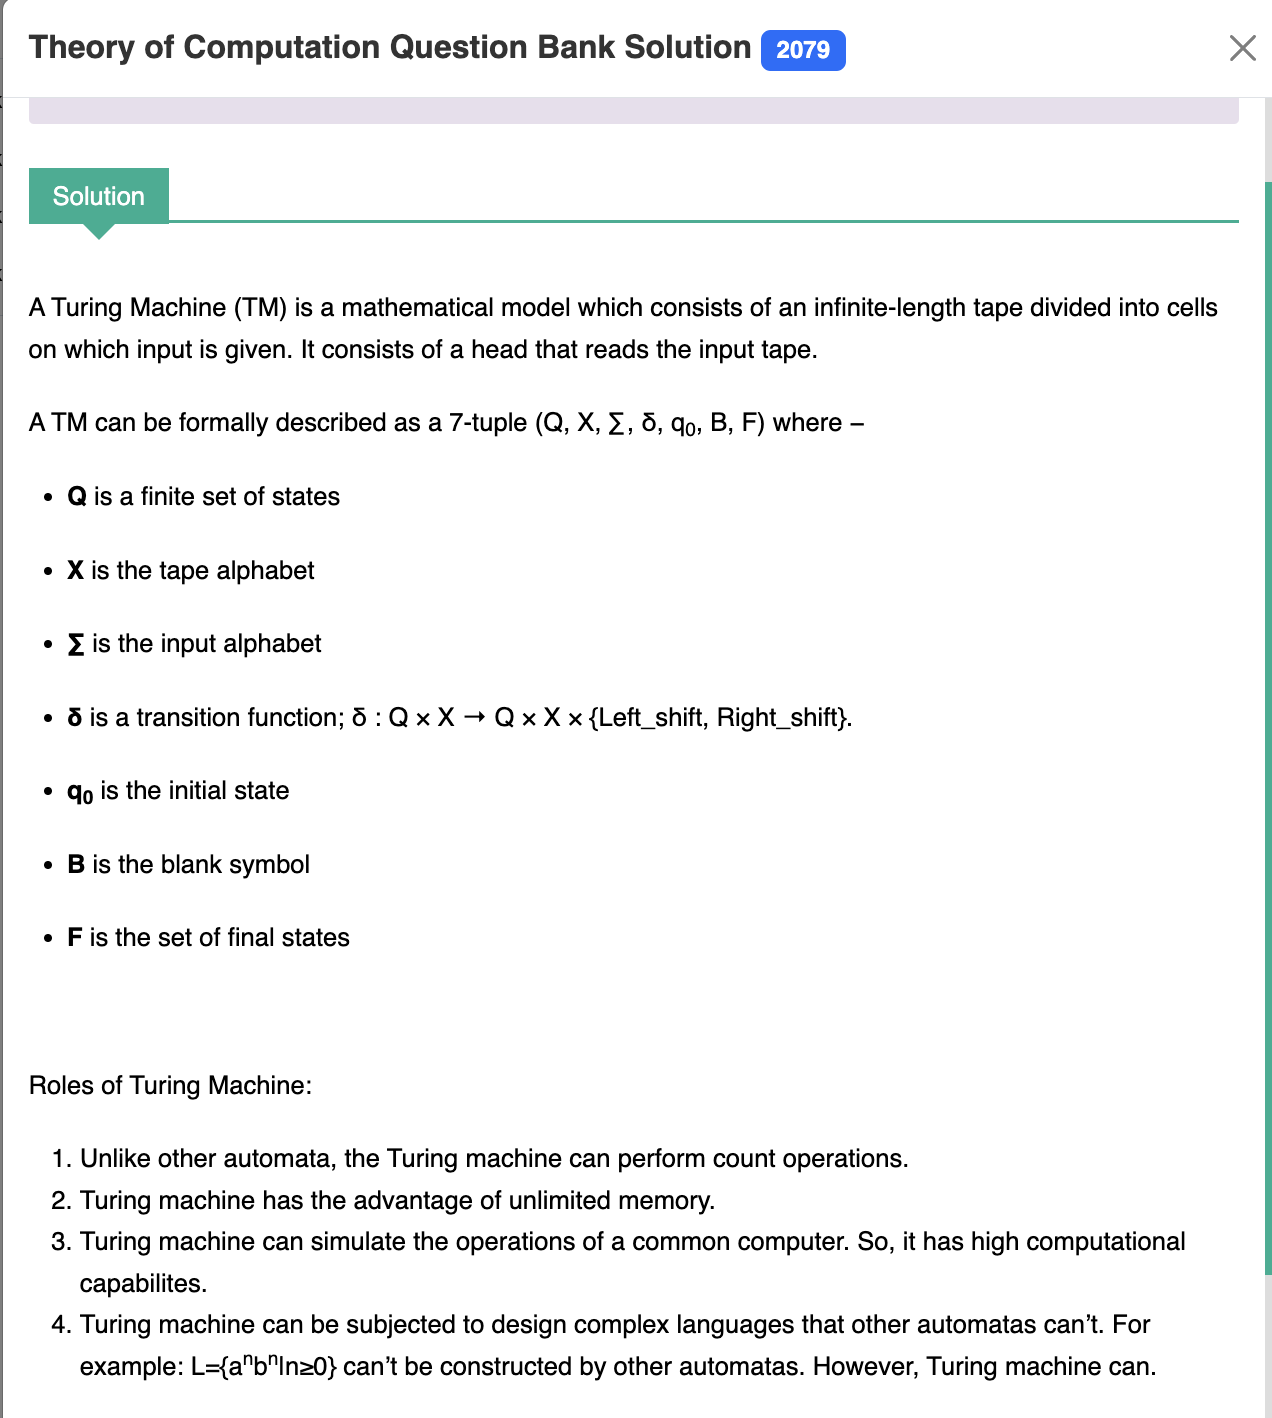 Theory of Computation Question Bank Solution 2079
Solution
A Turing Machine (TM) is a mathematical model which consists of an infinite-length tape divided into cells
on which input is given. It consists of a head that reads the input tape.
A TM can be formally described as a 7-tuple (Q, X, ∑, δ, q₀, B, F) where −
• Q is a finite set of states
• X is the tape alphabet
• ∑ is the input alphabet
• δ is a transition function; δ : Q × X → Q × X × {Left_shift, Right_shift}.
• q₀ is the initial state
• B is the blank symbol
• F is the set of final states
Roles of Turing Machine:
1. Unlike other automata, the Turing machine can perform count operations.
2. Turing machine has the advantage of unlimited memory.
3. Turing machine can simulate the operations of a common computer. So, it has high computational
capabilites.
4. Turing machine can be subjected to design complex languages that other automatas can’t. For
example: L={aⁿbⁿ|n≥0} can’t be constructed by other automatas. However, Turing machine can.